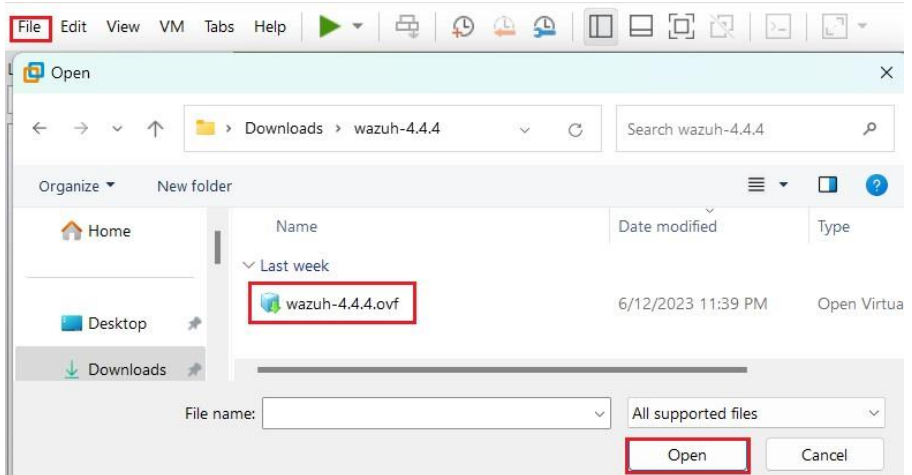 File Edit View VM Tabs Help
Open
Downloads > wazuh-4.4.4
Search wazuh-4.4.4
Organize New folder
Home
Name Date modified Type
Last week
wazuh-4.4.4.ovf 6/12/2023 11:39 PM Open Virtua
Desktop
Downloads
File name: All supported files
Open Cancel